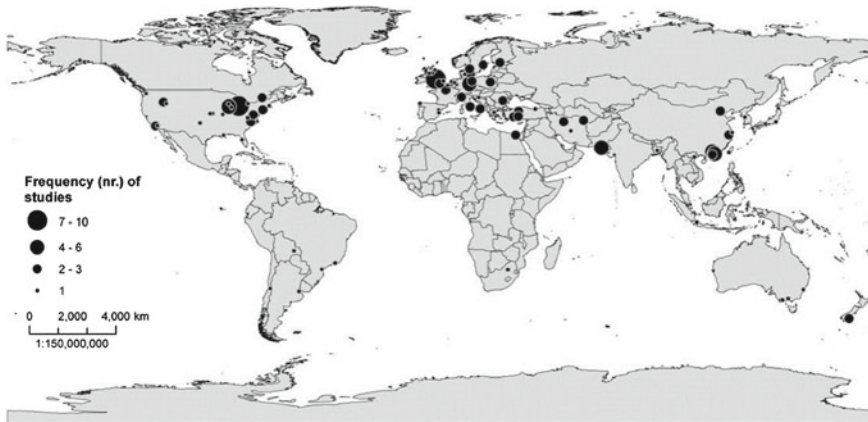 Frequency (nr.) of
studies
7 - 10
4 - 6
2 - 3
1
0 2,000 4,000 km
1:150,000,000